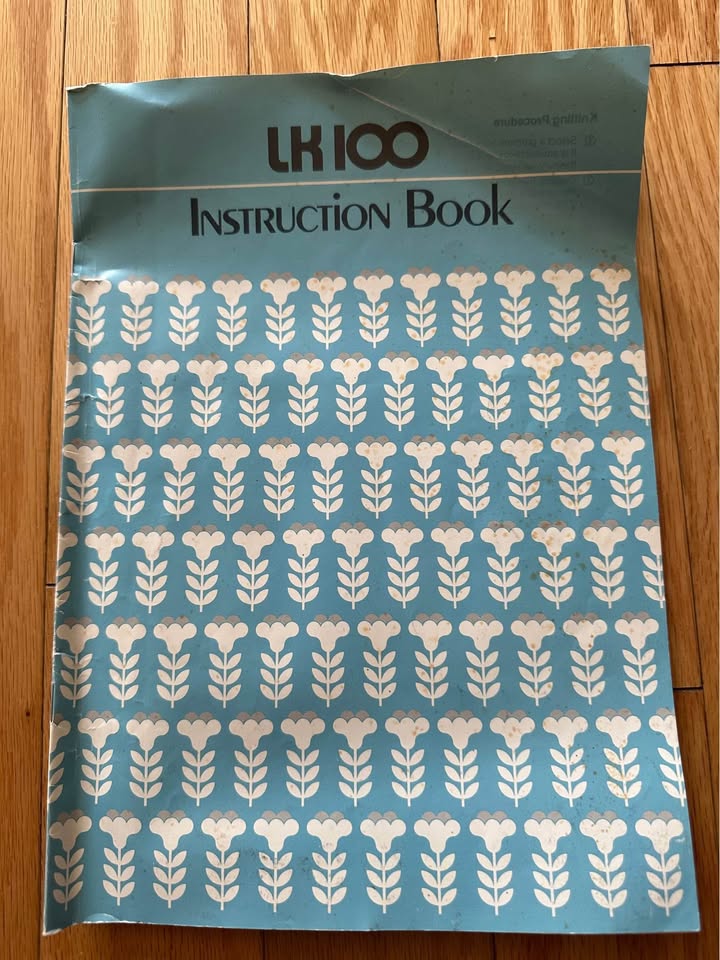 LK100
INSTRUCTION BOOK
Knitting Procedure